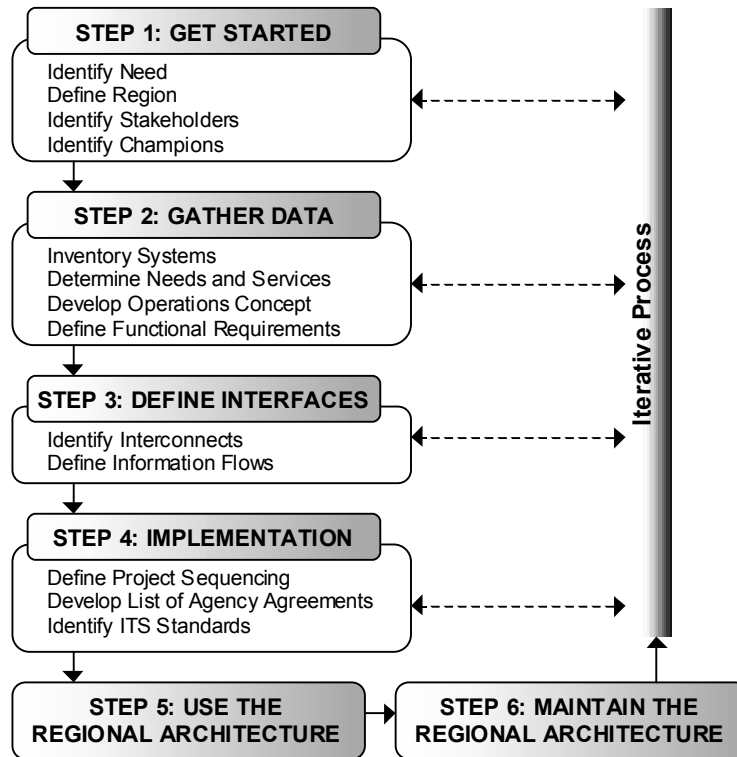 STEP 1: GET STARTED
Identify Need
Define Region
Identify Stakeholders
Identify Champions
STEP 2: GATHER DATA
Inventory Systems
Determine Needs and Services
Develop Operations Concept
Define Functional Requirements
STEP 3: DEFINE INTERFACES
Identify Interconnects
Define Information Flows
STEP 4: IMPLEMENTATION
Define Project Sequencing
Develop List of Agency Agreements
Identify ITS Standards
STEP 5: USE THE
REGIONAL ARCHITECTURE
STEP 6: MAINTAIN THE
REGIONAL ARCHITECTURE
Iterative Process